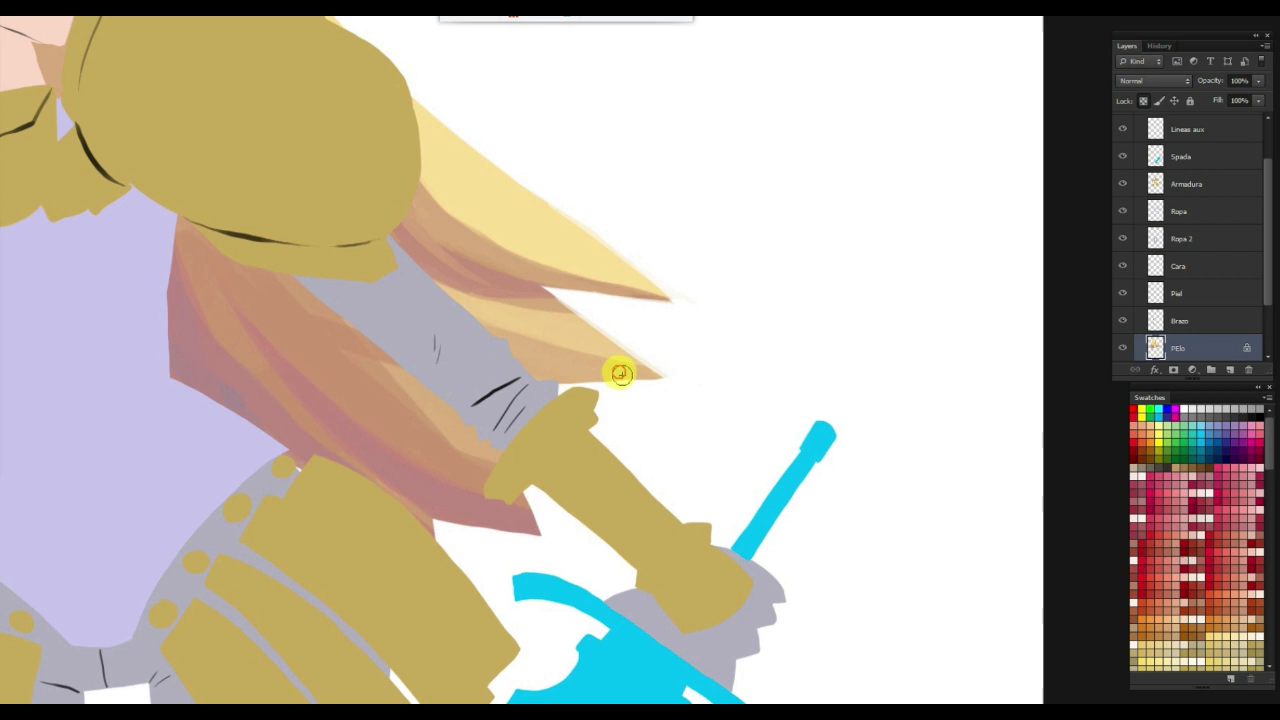 Layers History
Kind
Normal Opacity: 100%
Lock: Fill: 100%
Lineas aux
Spada
Armadura
Ropa
Ropa 2
Cara
Piel
Brazo
PElo
fx
Swatches